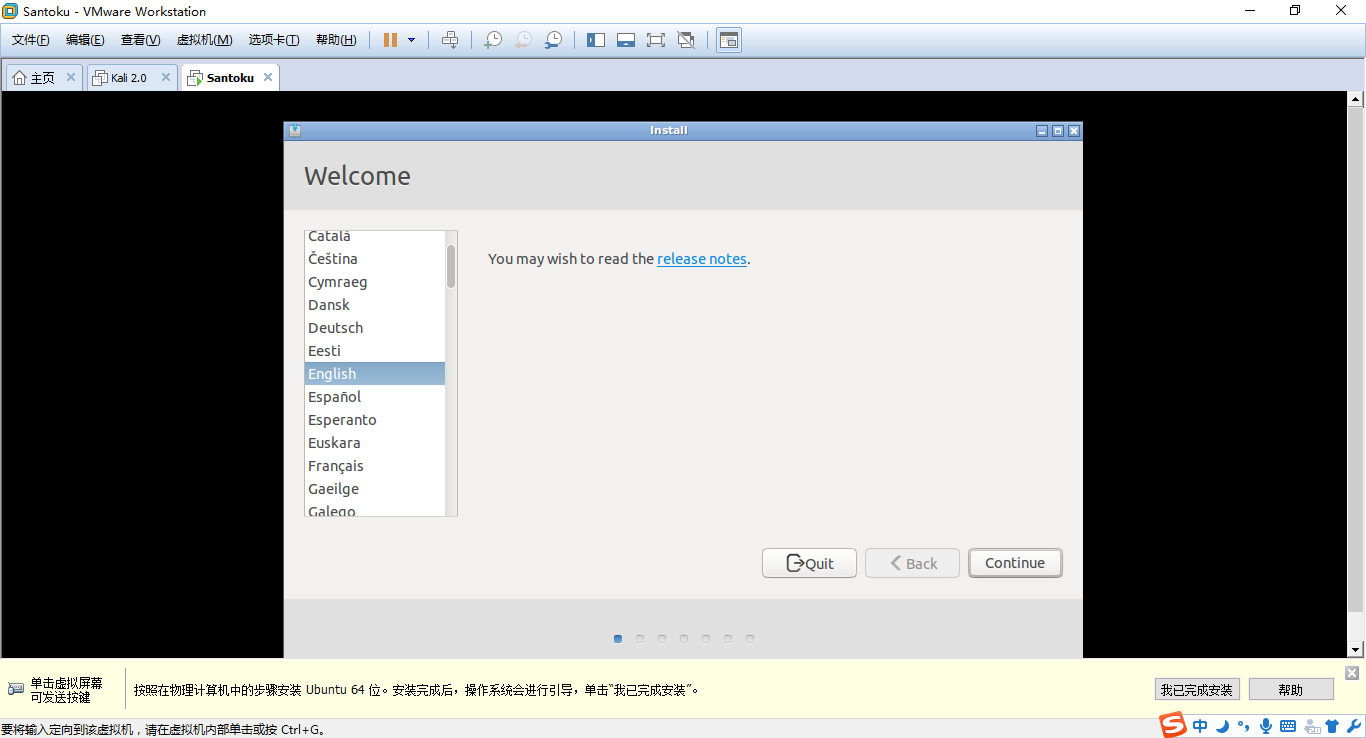 Santoku - VMware Workstation
文件(F) 编辑(E) 查看(V) 虚拟机(M) 选项卡(T) 帮助(H)
主页 Kali 2.0 Santoku
Install
Welcome
Català
Čeština
Cymraeg
Dansk
Deutsch
Eesti
English
Español
Esperanto
Euskara
Français
Gaeilge
Galego
You may wish to read the release notes.
Quit Back Continue
单击虚拟屏幕
可发送按键
按照在物理计算机中的步骤安装 Ubuntu 64 位。安装完成后，操作系统会进行引导，单击“我已完成安装”。
我已完成安装 帮助
要将输入定向到该虚拟机，请在虚拟机内部单击或按 Ctrl+G。
S 中